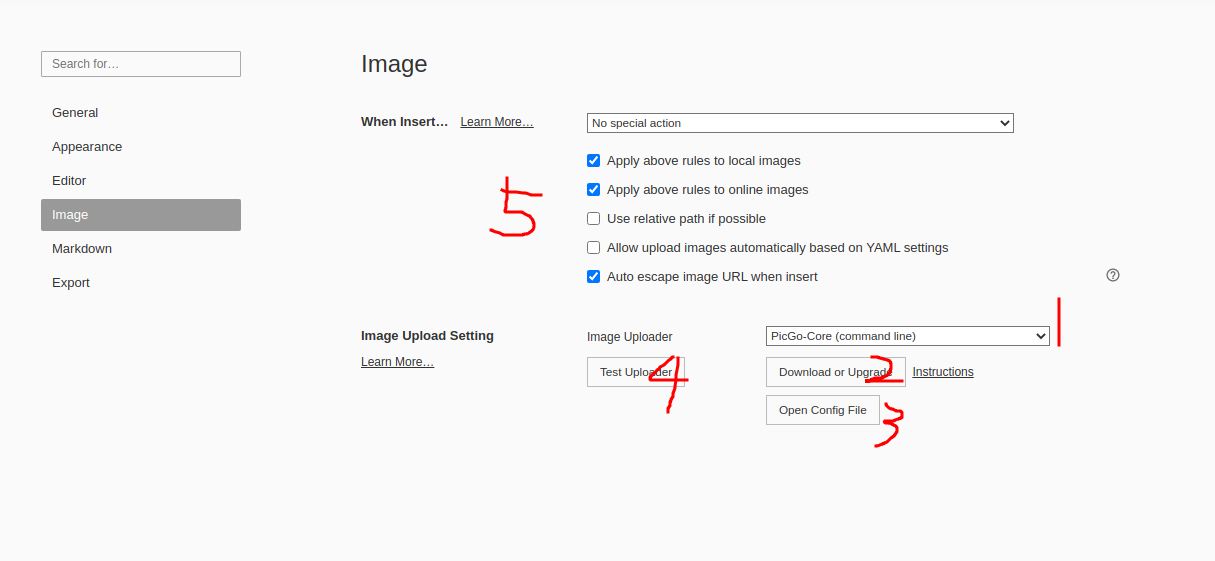 Search for…
General
Appearance
Editor
Image
Markdown
Export
Image
When Insert… Learn More… No special action
Apply above rules to local images
5 Apply above rules to online images
Use relative path if possible
Allow upload images automatically based on YAML settings
Auto escape image URL when insert ?
Image Upload Setting Image Uploader PicGo-Core (command line) 1
Learn More… Test Uploader 4 Download or Upgrade 2 Instructions
Open Config File 3